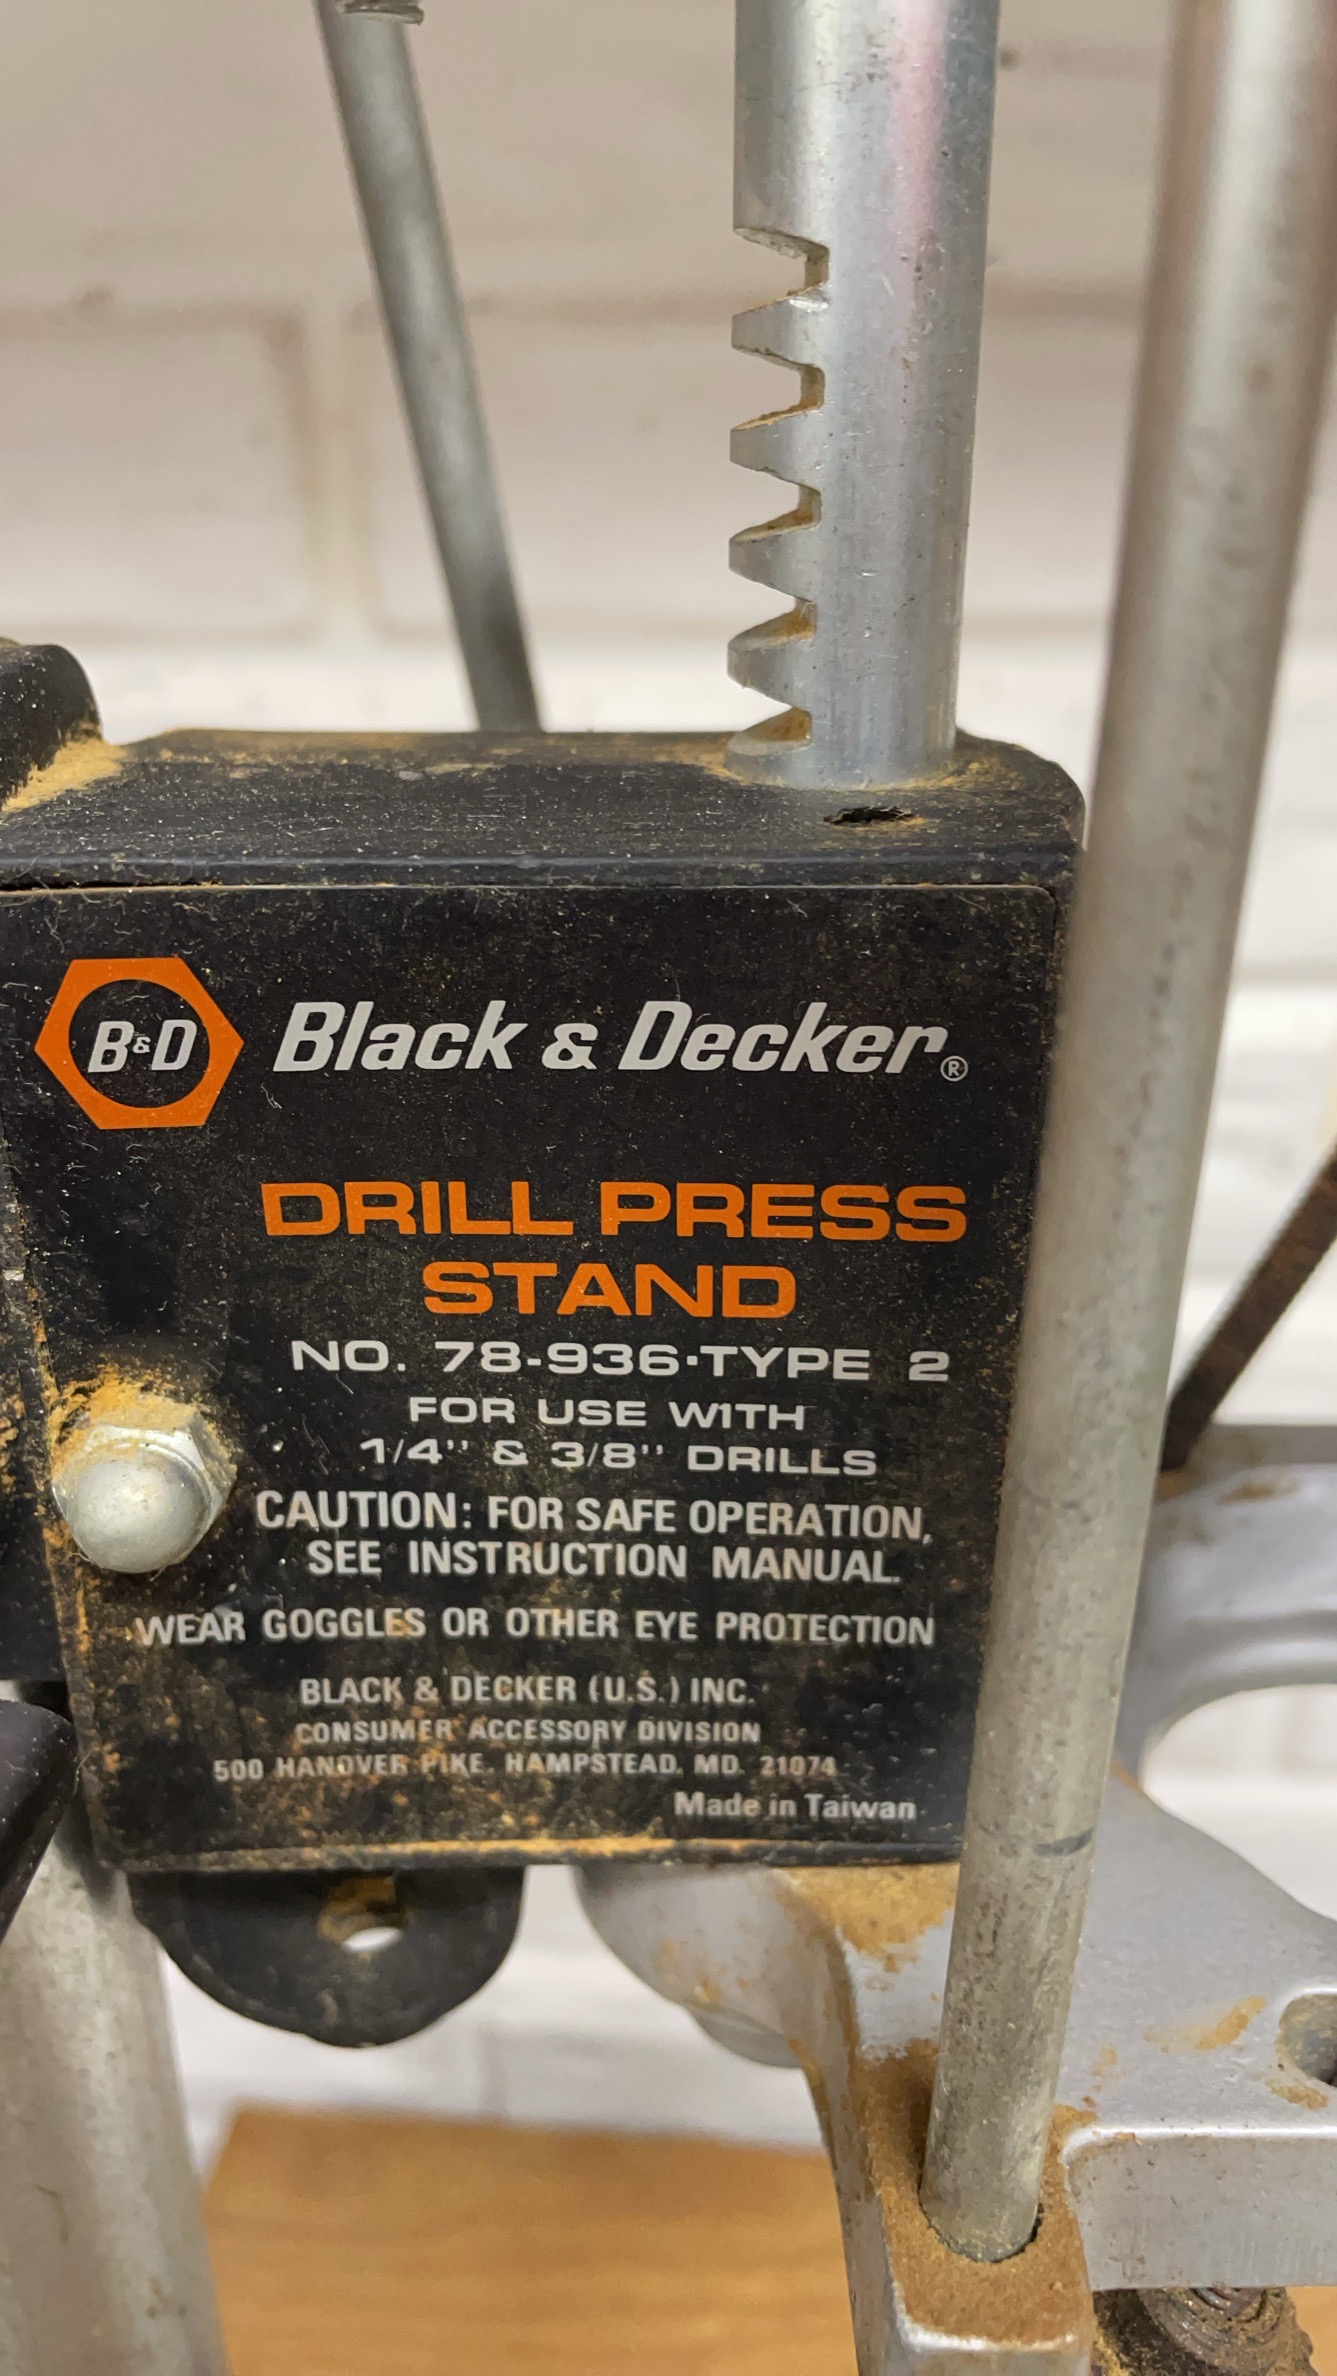 B&D Black & Decker®
DRILL PRESS
STAND
NO. 78-936·TYPE 2
FOR USE WITH
1/4" & 3/8" DRILLS
CAUTION: FOR SAFE OPERATION,
SEE INSTRUCTION MANUAL.
WEAR GOGGLES OR OTHER EYE PROTECTION
BLACK & DECKER (U.S.) INC.
CONSUMER ACCESSORY DIVISION
500 HANOVER PIKE, HAMPSTEAD, MD. 21074
Made in Taiwan